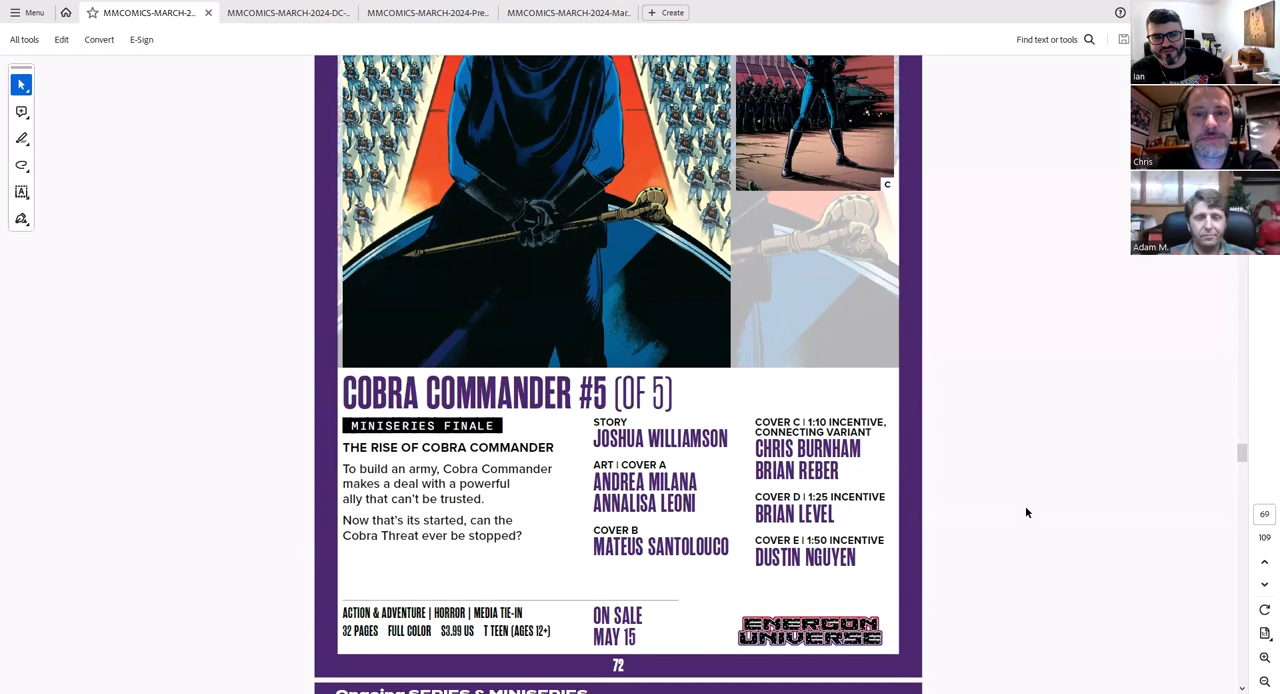 Menu
MMCOMICS-MARCH-2...
MMCOMICS-MARCH-2024-DC-...
MMCOMICS-MARCH-2024-Pre...
MMCOMICS-MARCH-2024-Mar...
Create
All tools
Edit
Convert
E-Sign
Find text or tools
Ian
Chris
Adam M.
C
COBRA COMMANDER #5 (OF 5)
MINISERIES FINALE
THE RISE OF COBRA COMMANDER
To build an army, Cobra Commander
makes a deal with a powerful
ally that can't be trusted.
Now that's its started, can the
Cobra Threat ever be stopped?
STORY
JOSHUA WILLIAMSON
ART | COVER A
ANDREA MILANA
ANNALISA LEONI
COVER B
MATEUS SANTOLOUCO
COVER C | 1:10 INCENTIVE,
CONNECTING VARIANT
CHRIS BURNHAM
BRIAN REBER
COVER D | 1:25 INCENTIVE
BRIAN LEVEL
COVER E | 1:50 INCENTIVE
DUSTIN NGUYEN
ACTION & ADVENTURE | HORROR | MEDIA TIE-IN
32 PAGES FULL COLOR $3.99 US T TEEN (AGES 12+)
ON SALE
MAY 15
ENERGON
UNIVERSE
72
Ongoing SERIES & MINISERIES
69
109